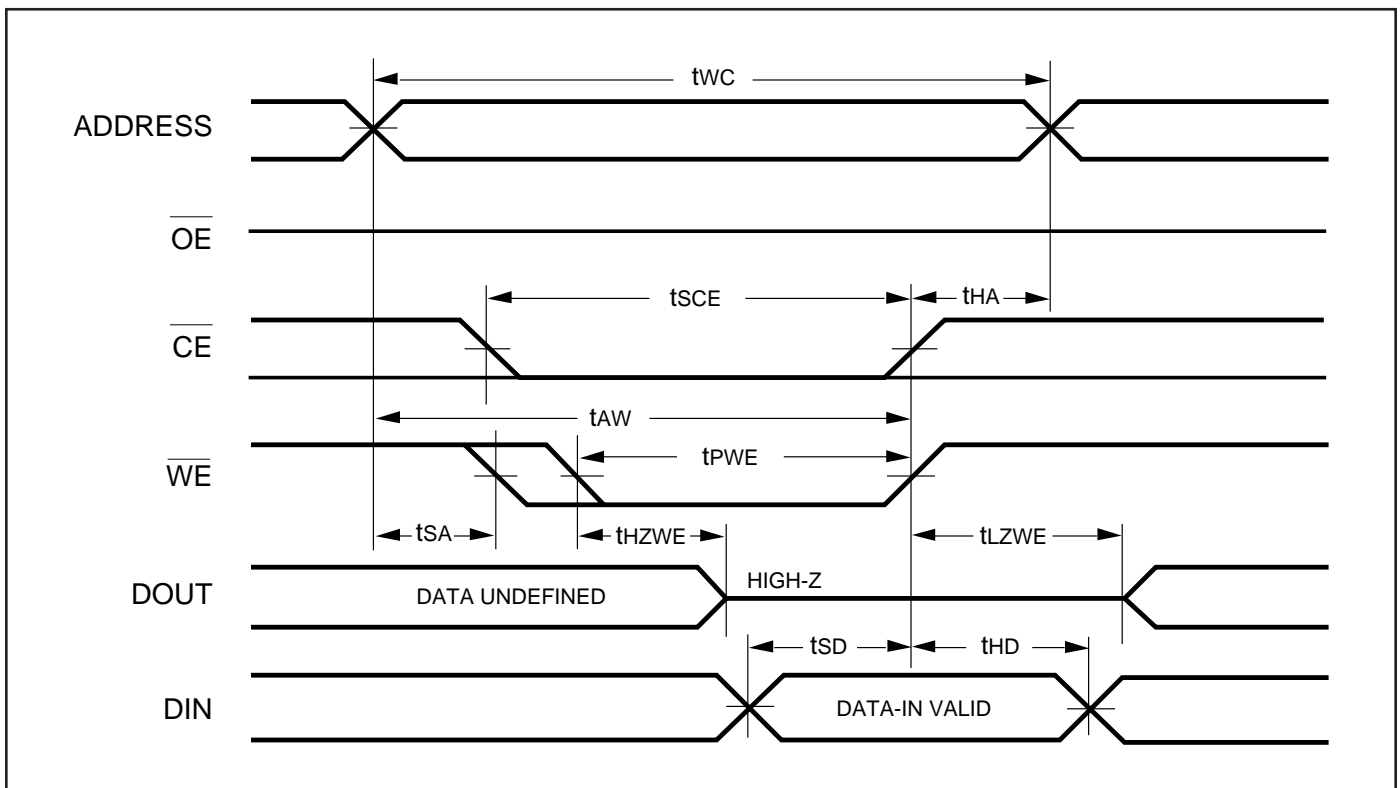 tWC
ADDRESS
OE
tSCE
tHA
CE
tAW
tPWE
WE
tSA
tHZWE
tLZWE
HIGH-Z
DOUT
DATA UNDEFINED
tSD
tHD
DIN
DATA-IN VALID